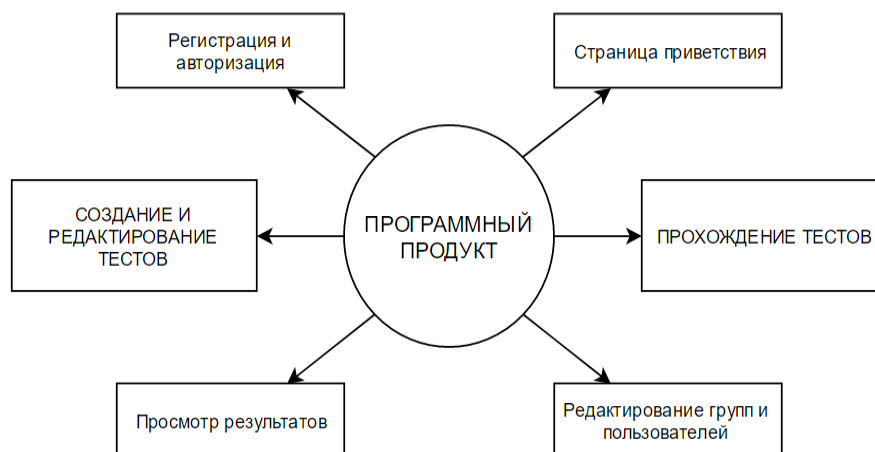 Регистрация и
авторизация
Страница приветствия
СОЗДАНИЕ И
РЕДАКТИРОВАНИЕ
ТЕСТОВ
ПРОГРАММНЫЙ
ПРОДУКТ
ПРОХОЖДЕНИЕ ТЕСТОВ
Просмотр результатов
Редактирование групп и
пользователей